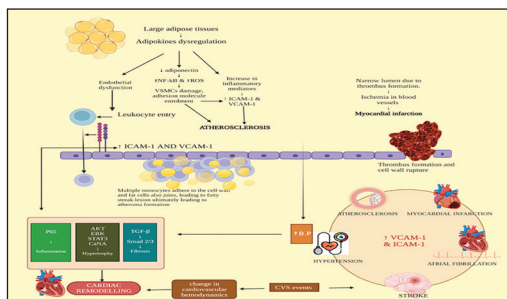 Large adipose tissues
↓
Adipokines dysregulation
Endothelial
dysfunction
↓ adiponectin
↓
↑NF-kB & ↑ROS
↓
VSMCs damage,
adhesion molecule
enrolment
Increase in
inflammatory
mediators
↓
↑ ICAM-1 &
VCAM-1
Leukocyte entry
ATHEROSCLEROSIS
Narrow lumen due to
thrombus formation.
↓
Ischemia in blood
vessels
↓
Myocardial infarction
↑ ICAM-1 AND VCAM-1
Thrombus formation and
cell wall rupture
Multiple monocytes adhere to the cell wall
and fat cells also joins, leading to fatty
streak lesion ultimately leading to
atheroma formation
P65
↓
Inflammation
AKT
ERK
STAT3
CaNA
↓
Hypertrophy
TGF-β
↓
Smad 2/3
↓
Fibrosis
↑ B.P
HYPERTENSION
ATHEROSCLEROSIS
MYOCARDIAL INFARCTION
↑ VCAM-1
& ICAM-1
ATRIAL FIBRILLATION
STROKE
CARDIAC
REMODELLING
change in
cardiovascular
hemodynamics
CVS events